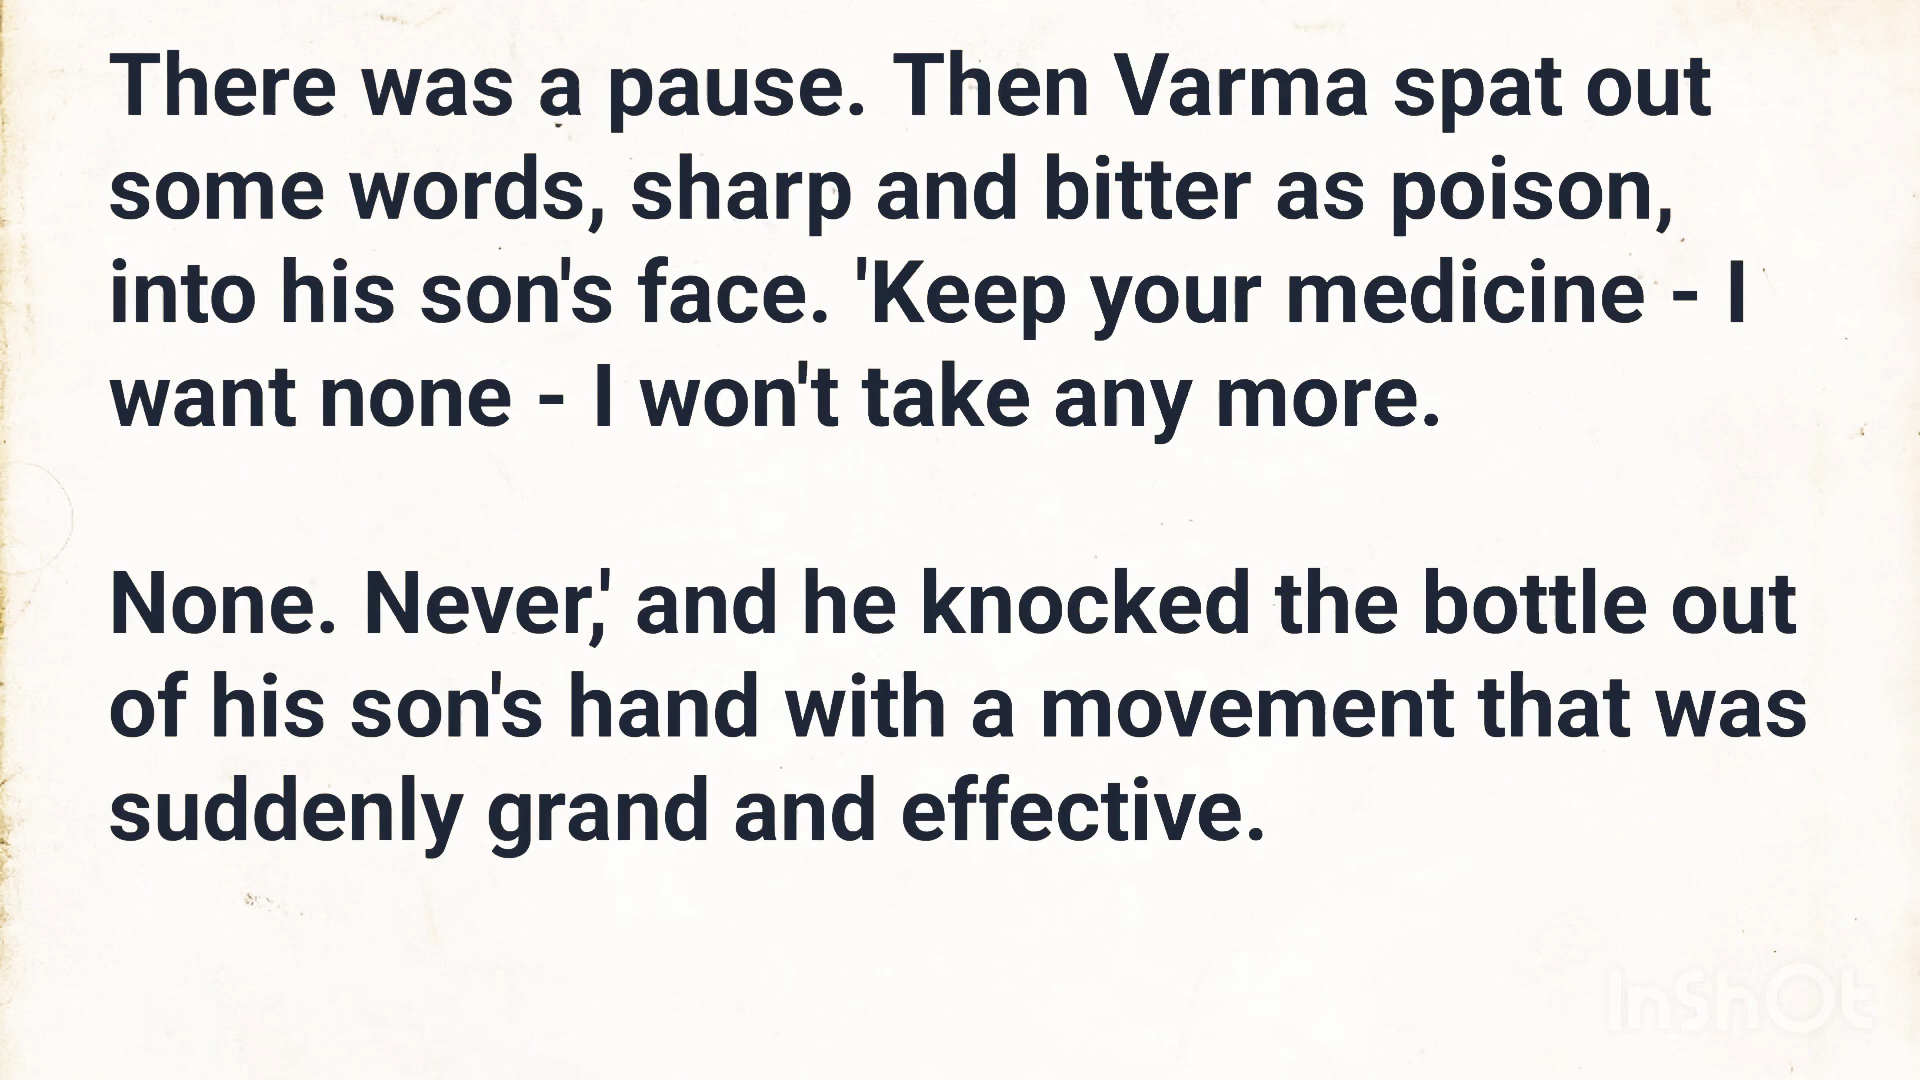 There was a pause. Then Varma spat out
some words, sharp and bitter as poison,
into his son's face. 'Keep your medicine - I
want none - I won't take any more.
None. Never,' and he knocked the bottle out
of his son's hand with a movement that was
suddenly grand and effective.
InShOt